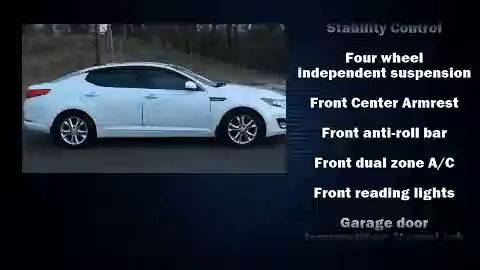 Stability Control
Four wheel
independent suspension
Front Center Armrest
Front anti-roll bar
Front dual zone A/C
Front reading lights
Garage door